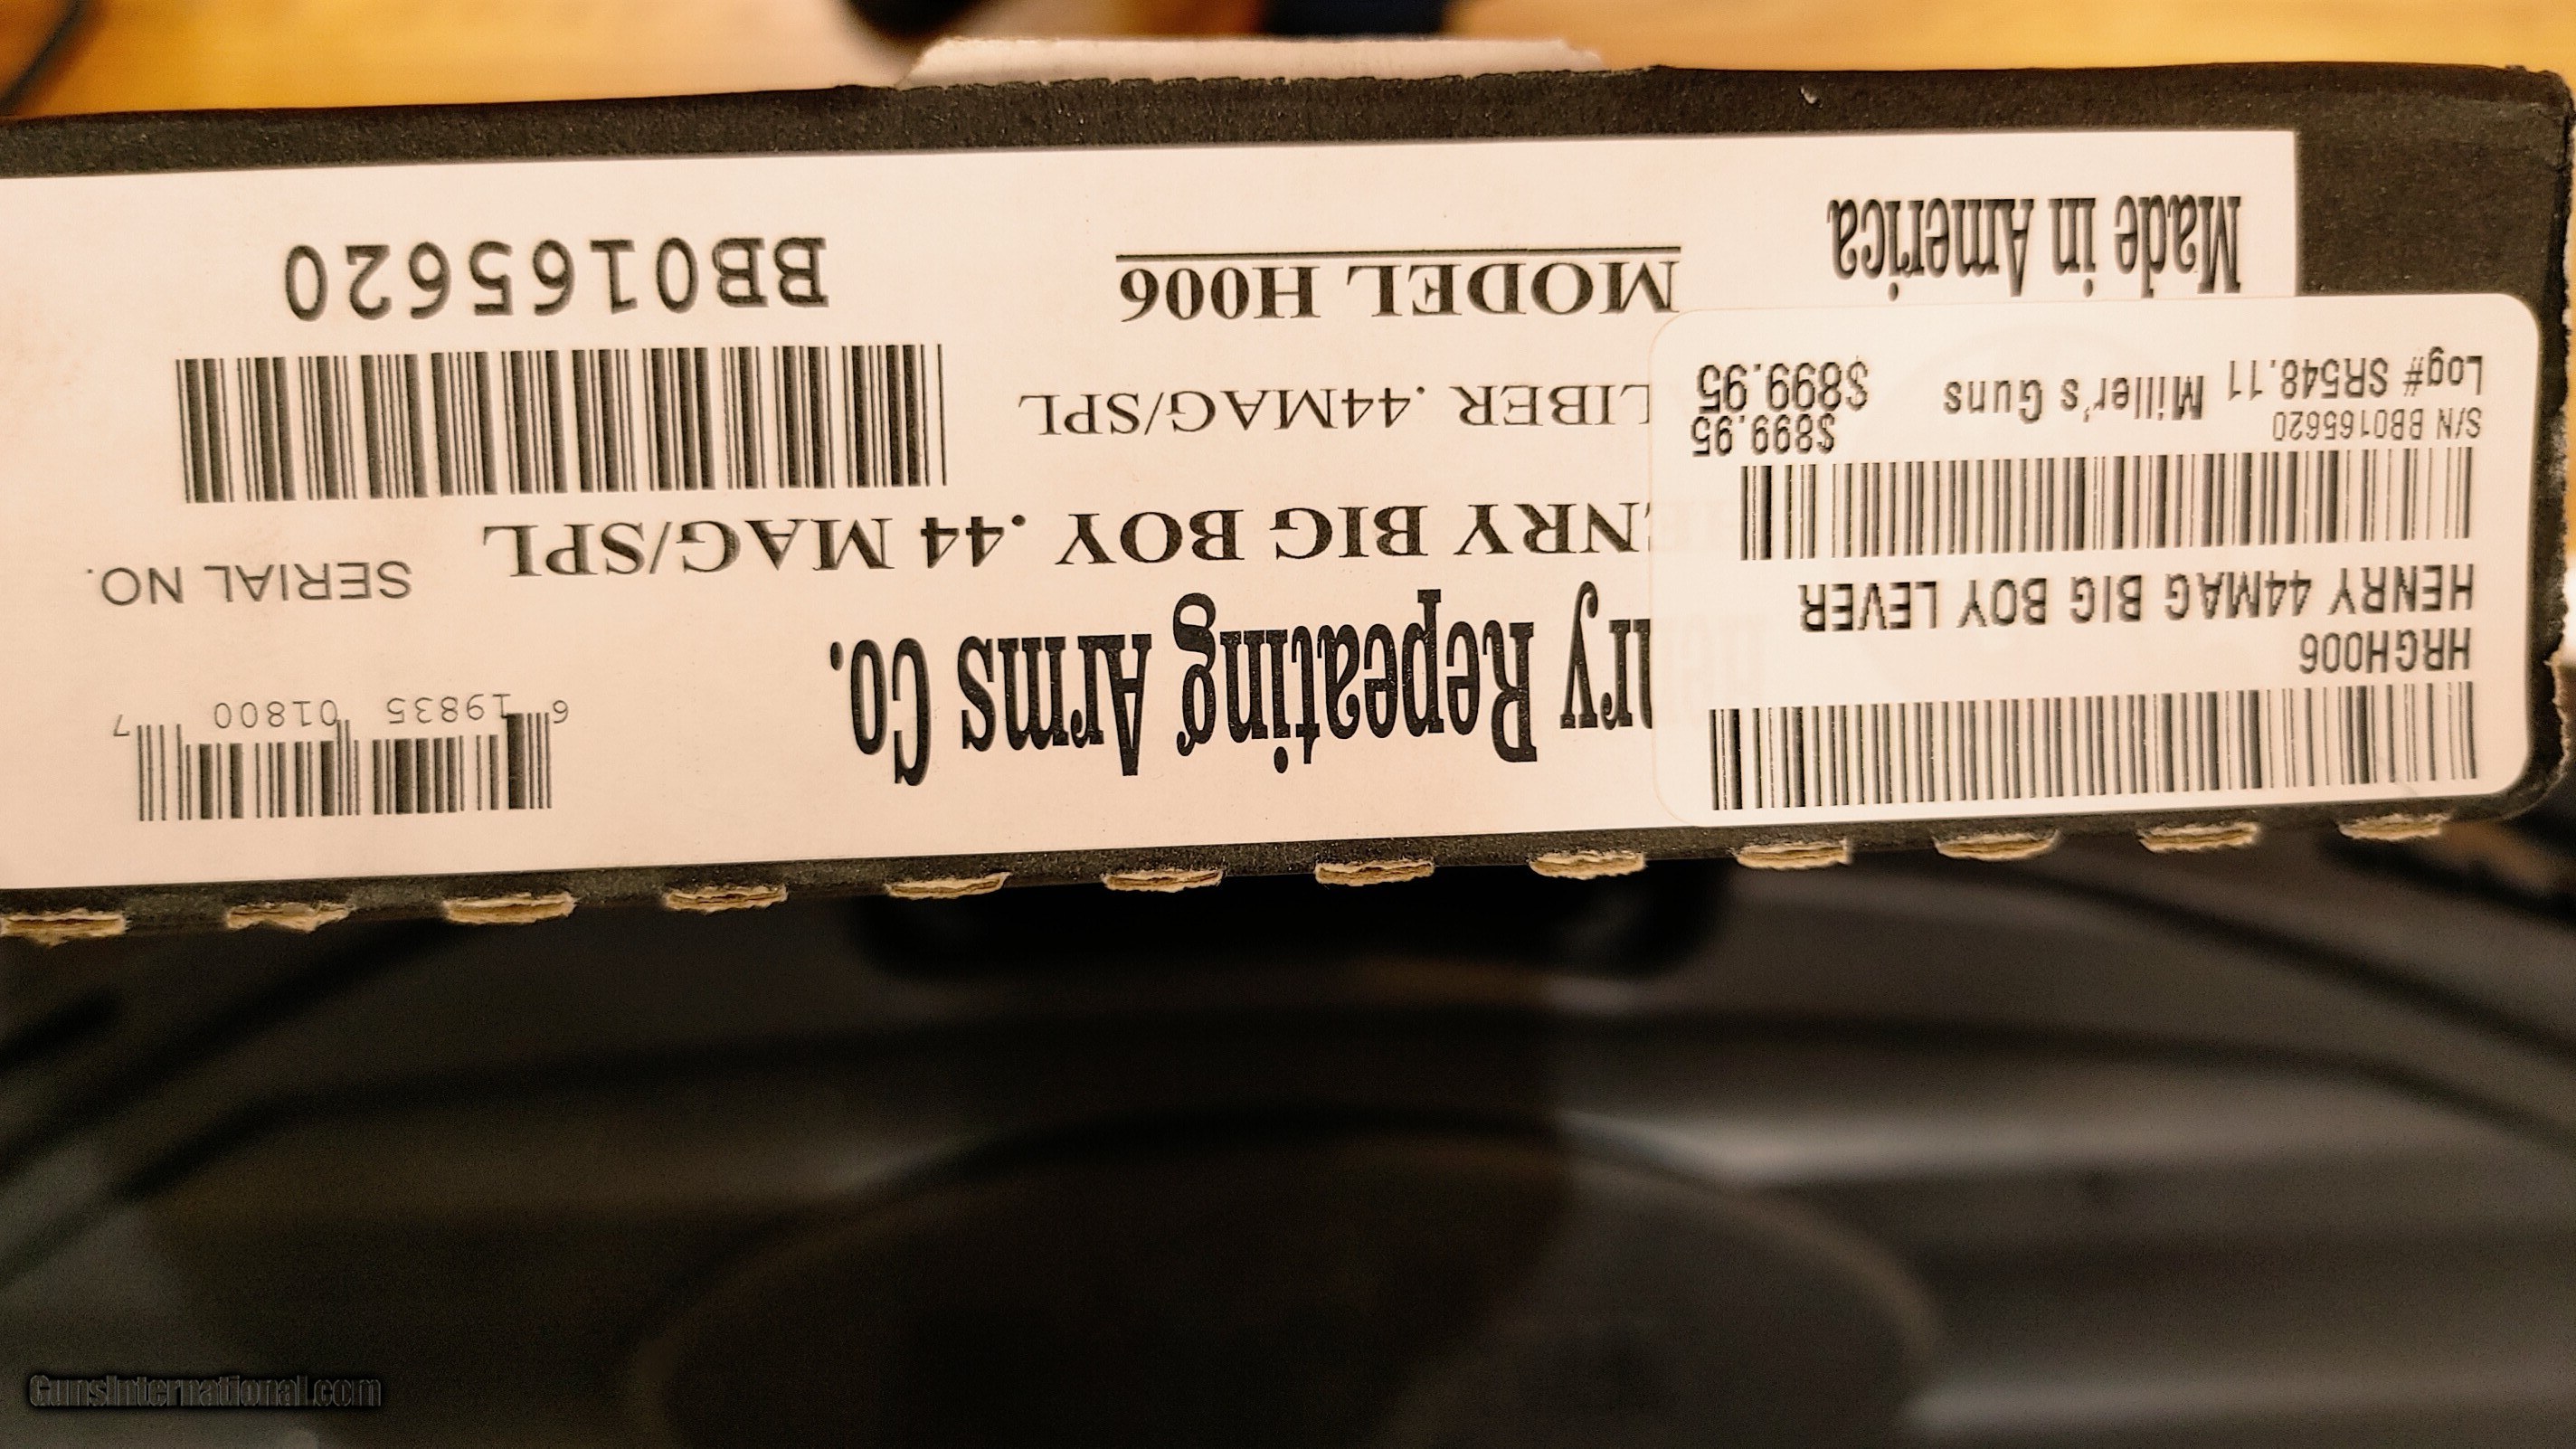 6 19835 01800 7
nry Repeating Arms Co.
ENRY BIG BOY .44 MAG/SPL
SERIAL NO.
LIBER .44MAG/SPL
MODEL H006
BB0165620
Made in America
HRGH006
HENRY 44MAG BIG BOY LEVER
S/N BB0165620
$899.95
Log# SR548.11 Miller's Guns $899.95
GunsInternational.com